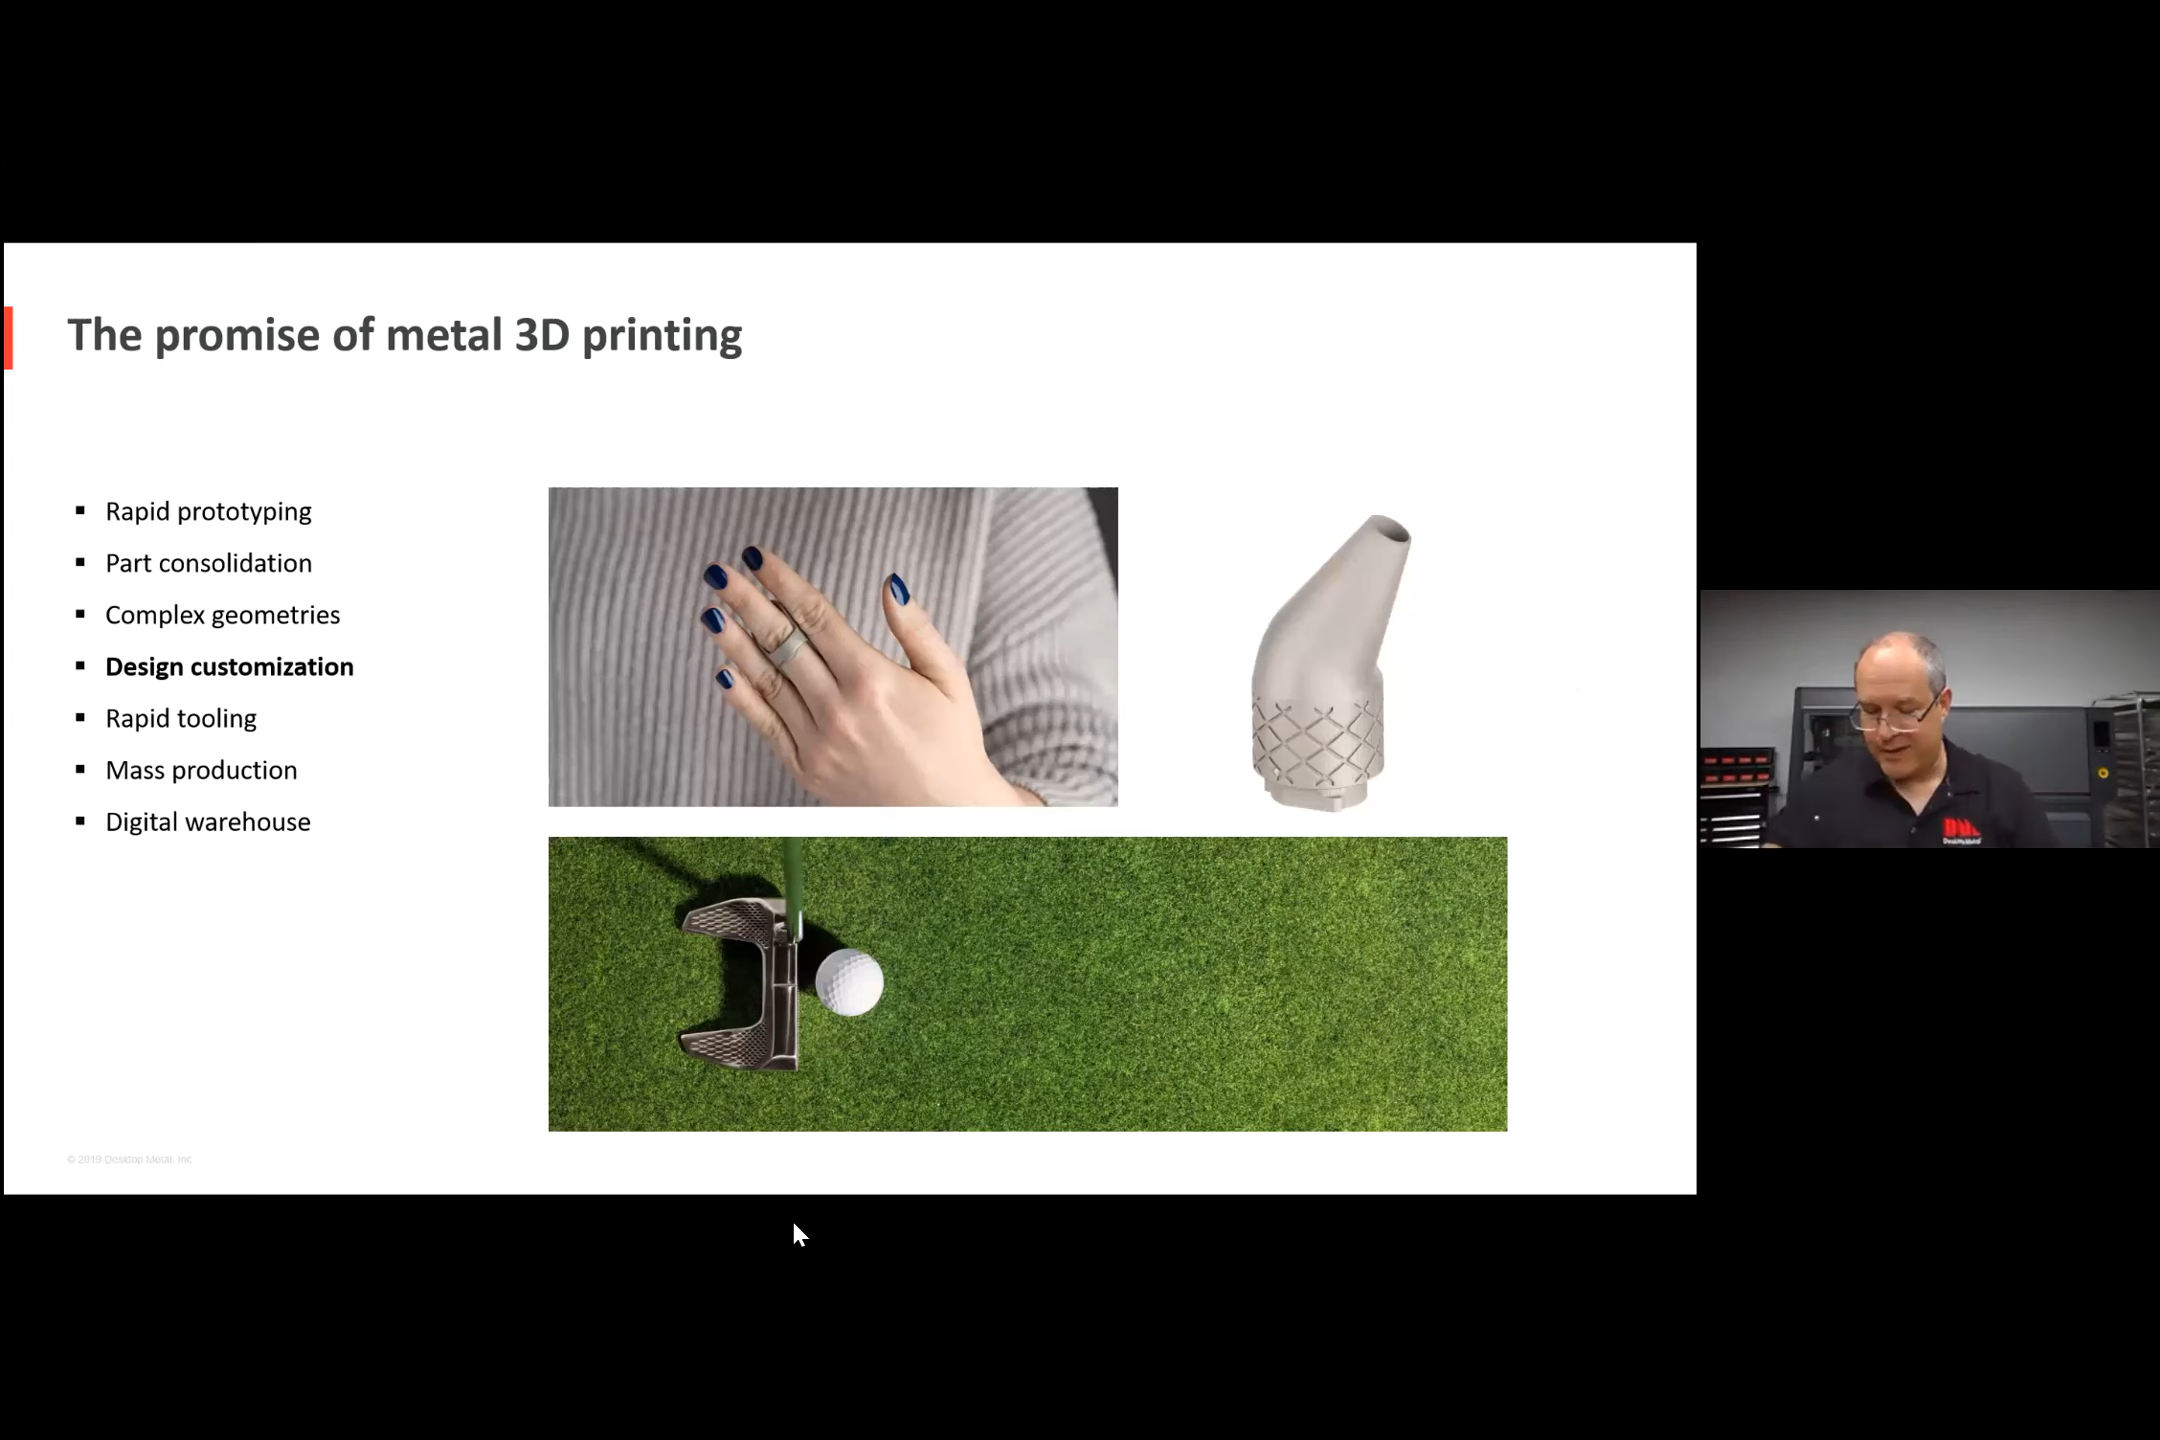 The promise of metal 3D printing
▪ Rapid prototyping
▪ Part consolidation
▪ Complex geometries
▪ Design customization
▪ Rapid tooling
▪ Mass production
▪ Digital warehouse
© 2019 Desktop Metal, Inc